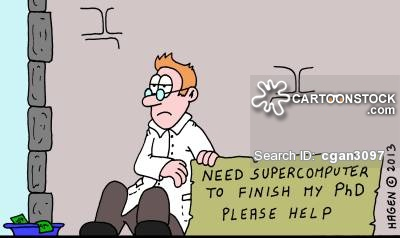 CARTOONSTOCK
.com
Search ID: cgan3097
NEED SUPERCOMPUTER
TO FINISH MY PhD
PLEASE HELP
HAGEN © 2013